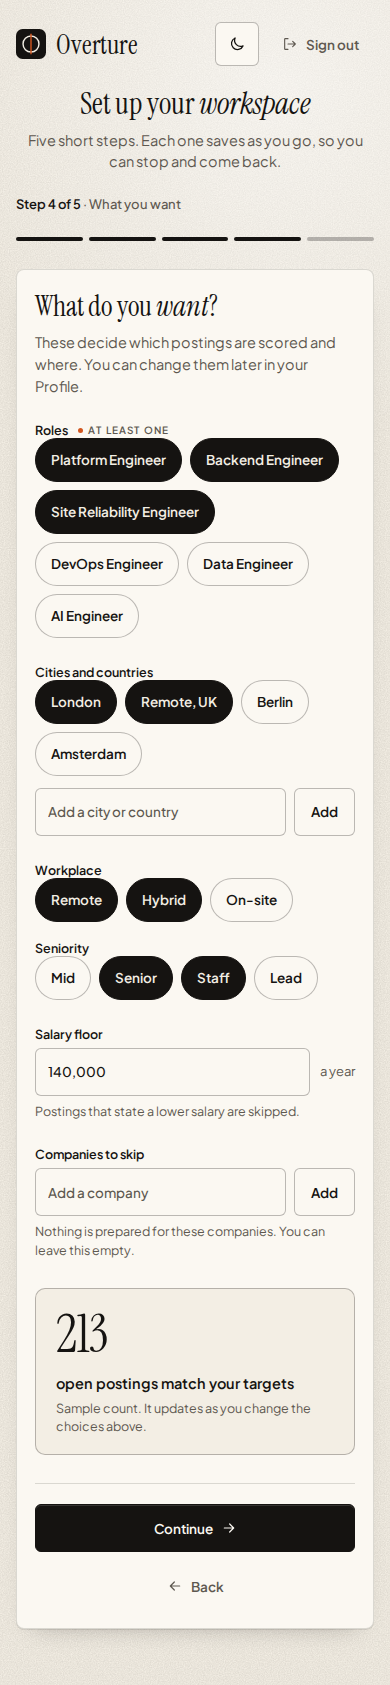 Overture
Sign out
Set up your workspace
Five short steps. Each one saves as you go, so you
can stop and come back.
Step 4 of 5 · What you want
What do you want?
These decide which postings are scored and
where. You can change them later in your
Profile.
Roles • AT LEAST ONE
Platform Engineer Backend Engineer
Site Reliability Engineer
DevOps Engineer Data Engineer
AI Engineer
Cities and countries
London Remote, UK Berlin
Amsterdam
Add a city or country Add
Workplace
Remote Hybrid On-site
Seniority
Mid Senior Staff Lead
Salary floor
140,000 a year
Postings that state a lower salary are skipped.
Companies to skip
Add a company Add
Nothing is prepared for these companies. You can
leave this empty.
213
open postings match your targets
Sample count. It updates as you change the
choices above.
Continue →
← Back